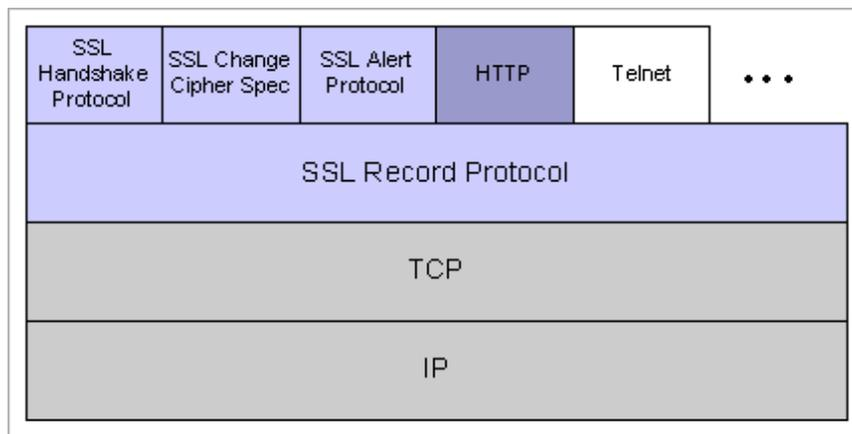 SSL
Handshake
Protocol
SSL Change
Cipher Spec
SSL Alert
Protocol
HTTP
Telnet
...
SSL Record Protocol
TCP
IP